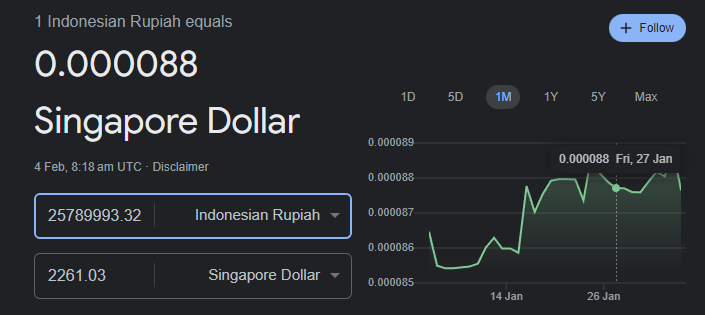 1 Indonesian Rupiah equals
+ Follow
0.000088
Singapore Dollar
4 Feb, 8:18 am UTC · Disclaimer
25789993.32 Indonesian Rupiah
2261.03 Singapore Dollar
1D 5D 1M 1Y 5Y Max
0.000089
0.000088 Fri, 27 Jan
0.000088
0.000087
0.000086
0.000085
14 Jan 26 Jan